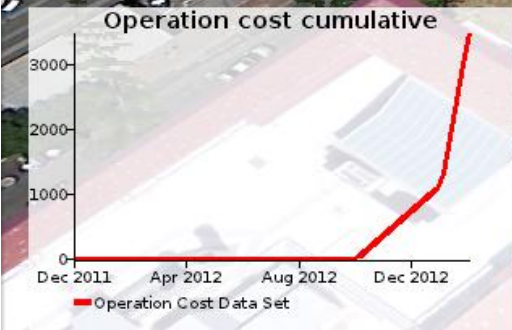 Operation cost cumulative
3000
2000
1000
0
Dec 2011 Apr 2012 Aug 2012 Dec 2012
Operation Cost Data Set